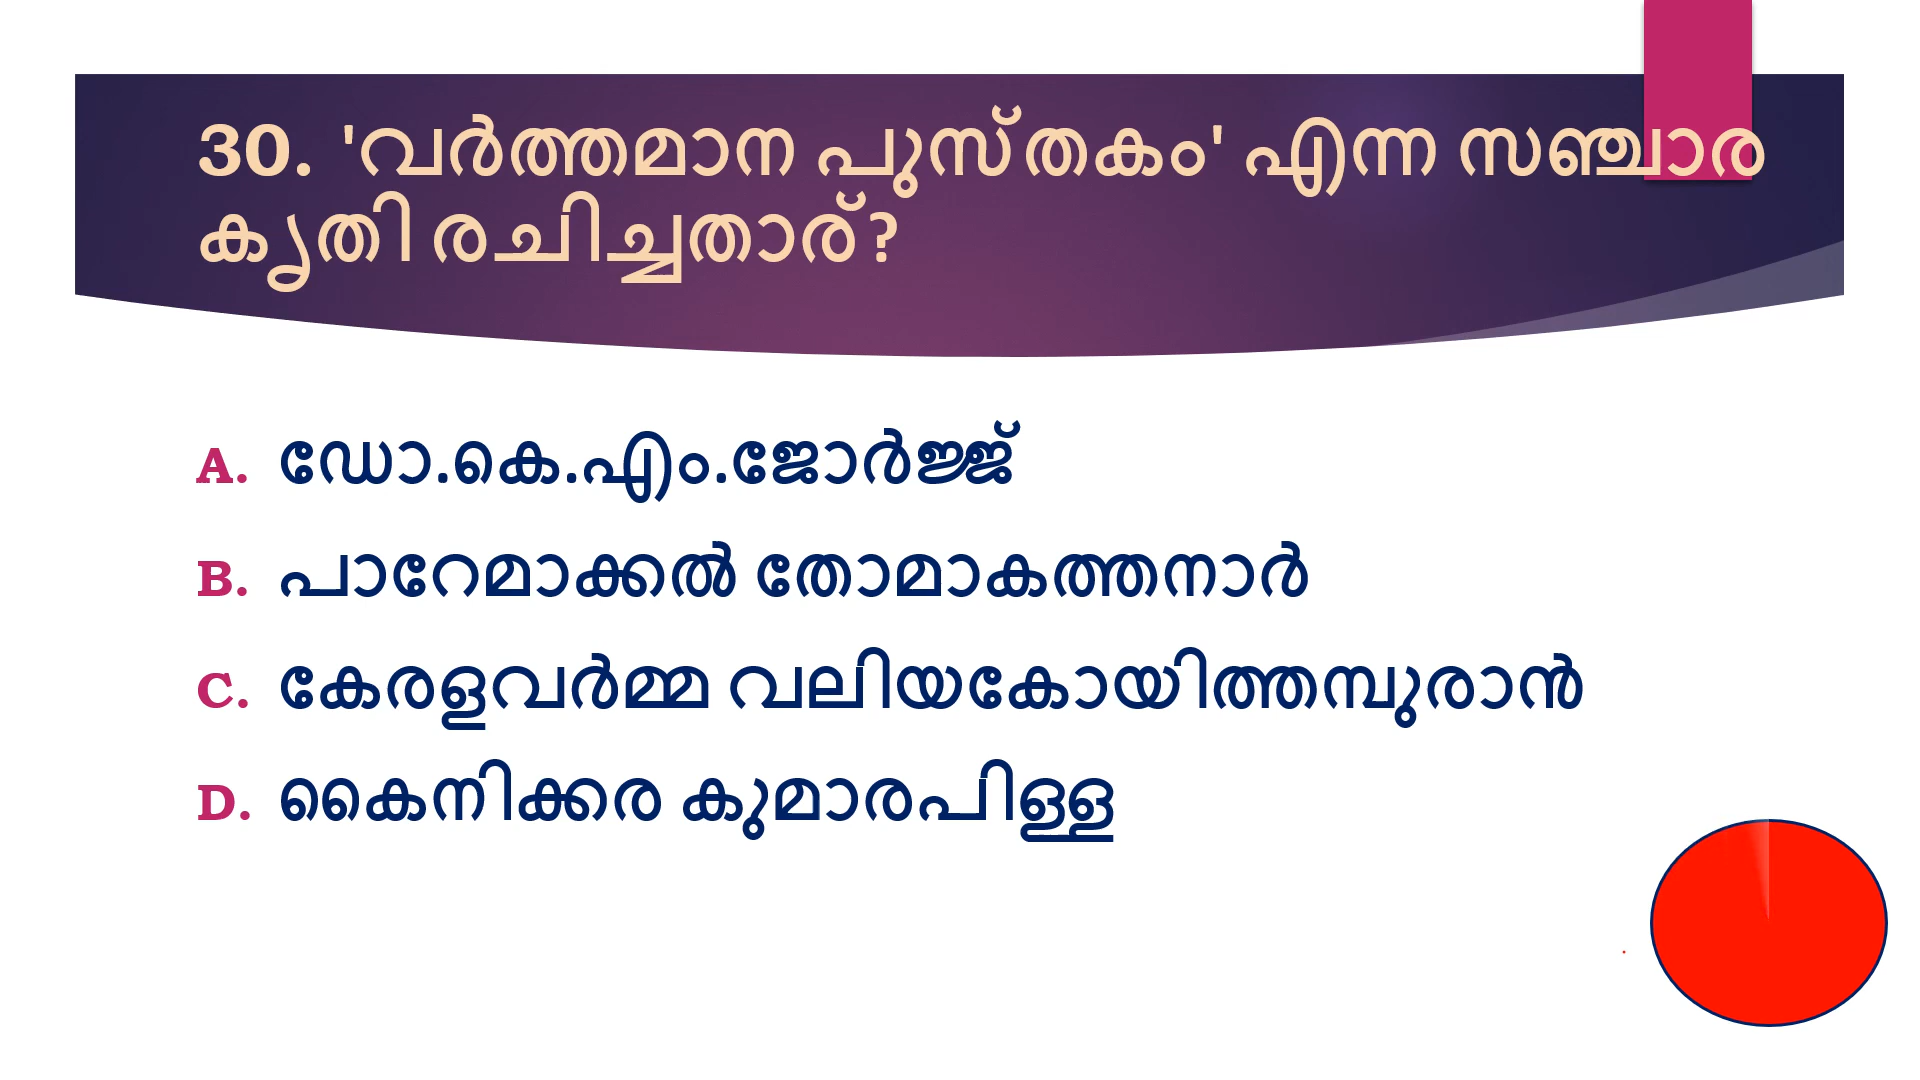 30. 'വർത്തമാന പുസ്തകം' എന്ന സഞ്ചാര
കൃതി രചിച്ചതാര്?
A. ഡോ.കെ.എം.ജോർജ്ജ്
B. പാറേമാക്കൽ തോമാകത്തനാർ
C. കേരളവർമ്മ വലിയകോയിത്തമ്പുരാൻ
D. കൈനിക്കര കുമാരപിള്ള